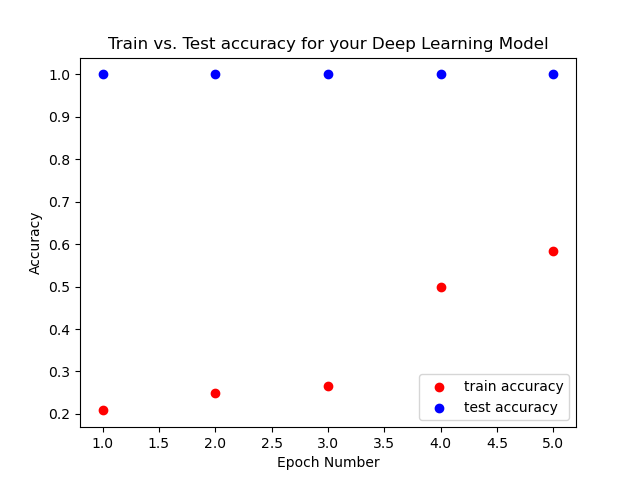 Train vs. Test accuracy for your Deep Learning Model
1.0
0.9
0.8
0.7
0.6
0.5
0.4
0.3
0.2
Accuracy
train accuracy
test accuracy
1.0 1.5 2.0 2.5 3.0 3.5 4.0 4.5 5.0
Epoch Number